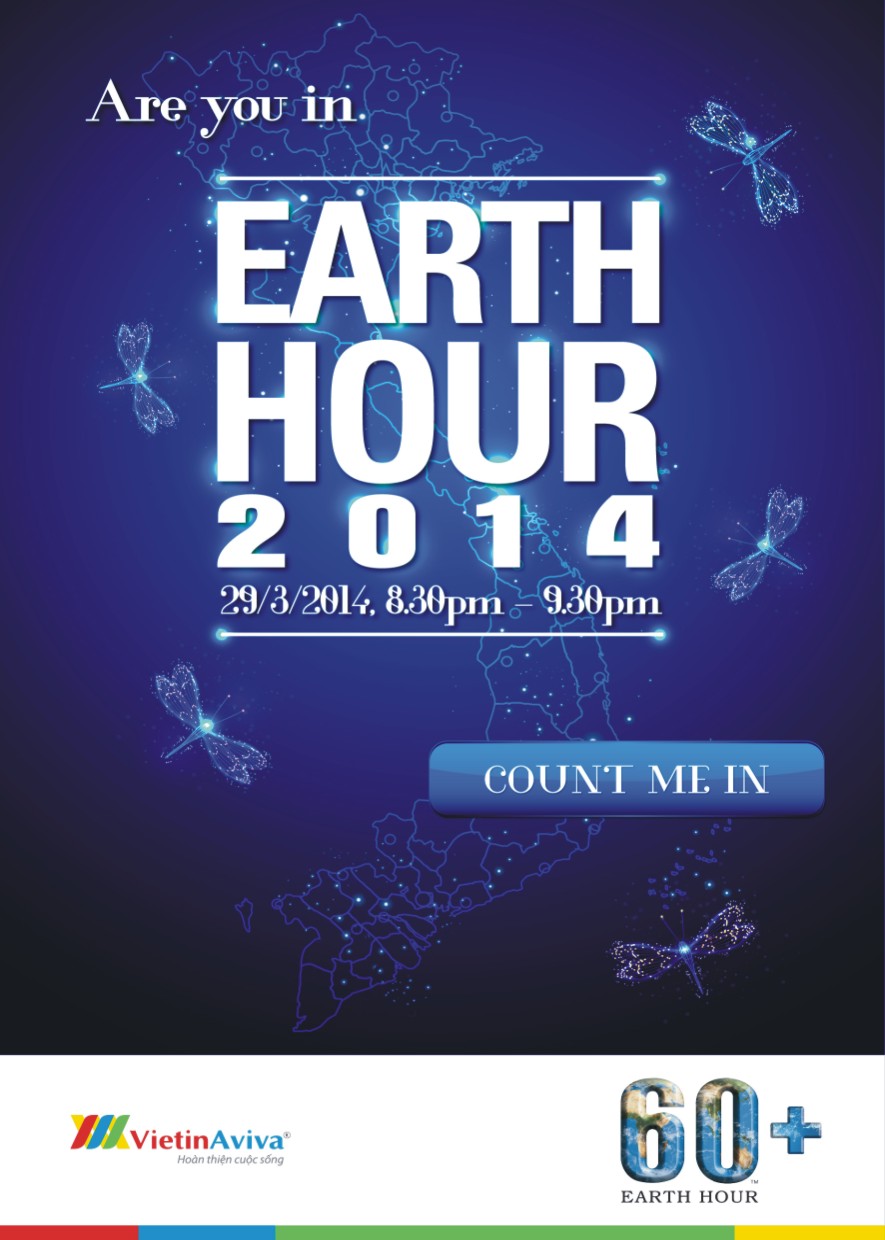 Are you in
EARTH
HOUR
2014
29/3/2014, 8.30pm – 9.30pm
COUNT ME IN
VietinAviva®
Hoàn thiện cuộc sống
60+
™
EARTH HOUR